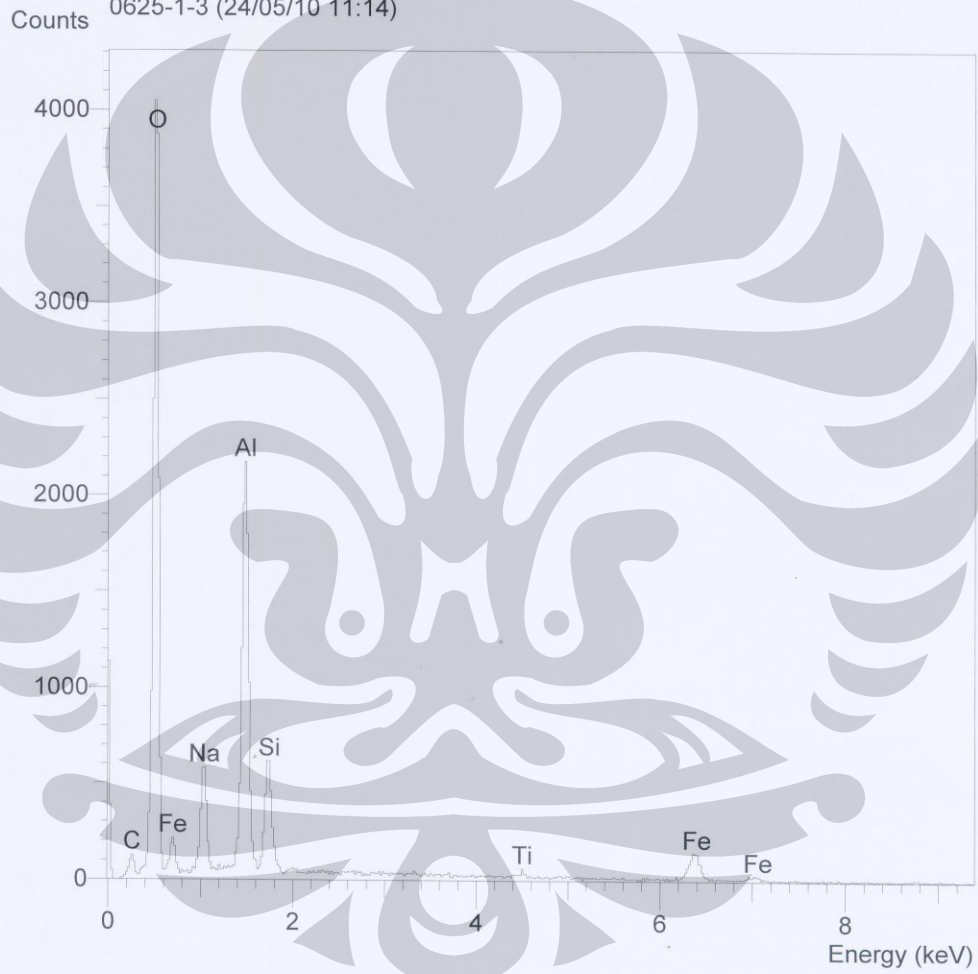 0625-1-3 (24/05/10 11:14)
Counts
4000
O
3000
Al
2000
1000
Na
Si
Fe
C
Ti
Fe
Fe
0
0 2 4 6 8
Energy (keV)